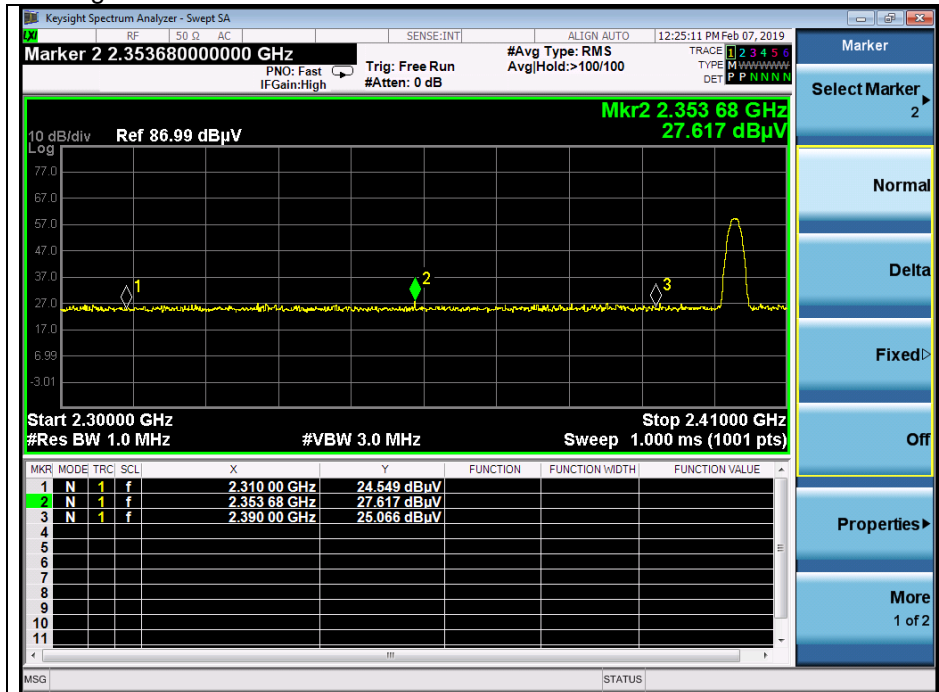 Keysight Spectrum Analyzer - Swept SA
LXI RF 50 Ω AC SENSE:INT ALIGN AUTO 12:25:11 PM Feb 07, 2019
Marker 2 2.353680000000 GHz
PNO: Fast
IFGain:High
Trig: Free Run
#Atten: 0 dB
#Avg Type: RMS
Avg|Hold:>100/100
TRACE 1 2 3 4 5 6
TYPE M W W W W W
DET P P N N N N
Mkr2 2.353 68 GHz
27.617 dBµV
10 dB/div Ref 86.99 dBµV
Log
77.0
67.0
57.0
47.0
37.0
27.0
17.0
6.99
-3.01
1
2
3
Start 2.30000 GHz Stop 2.41000 GHz
#Res BW 1.0 MHz #VBW 3.0 MHz Sweep 1.000 ms (1001 pts)
MKR MODE TRC SCL X Y FUNCTION FUNCTION WIDTH FUNCTION VALUE
1 N 1 f 2.310 00 GHz 24.549 dBµV
2 N 1 f 2.353 68 GHz 27.617 dBµV
3 N 1 f 2.390 00 GHz 25.066 dBµV
4
5
6
7
8
9
10
11
MSG STATUS
Marker
Select Marker
2
Normal
Delta
Fixed
Off
Properties
More
1 of 2